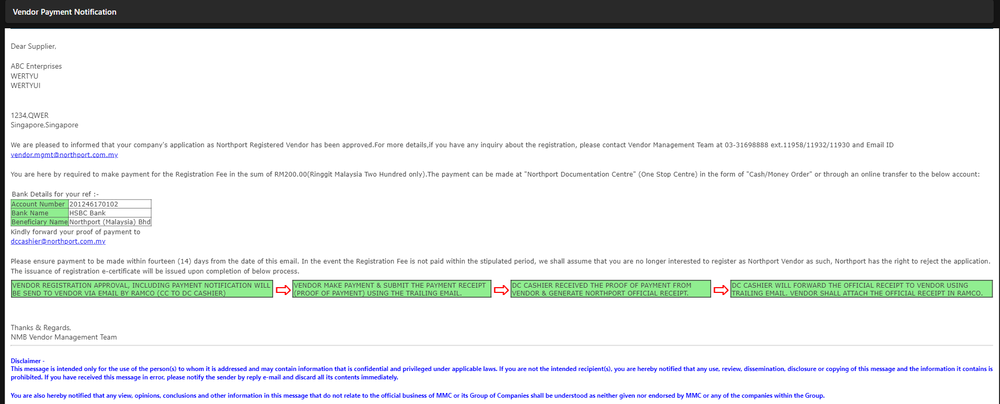 Vendor Payment Notification
Dear Supplier,
ABC Enterprises
WERTYU
WERTYUI
1234,QWER
Singapore,Singapore
We are pleased to informed that your company's application as Northport Registered Vendor has been approved.For more details,if you have any inquiry about the registration, please contact Vendor Management Team at 03-31698888 ext.11958/11932/11930 and Email ID
vendor.mgmt@northport.com.my
You are here by required to make payment for the Registration Fee in the sum of RM200.00(Ringgit Malaysia Two Hundred only).The payment can be made at "Northport Documentation Centre" (One Stop Centre) in the form of "Cash/Money Order" or through an online transfer to the below account:
Bank Details for your ref :-
Account Number 201246170102
Bank Name HSBC Bank
Beneficiary Name Northport (Malaysia) Bhd
Kindly forward your proof of payment to
dccashier@northport.com.my
Please ensure payment to be made within fourteen (14) days from the date of this email. In the event the Registration Fee is not paid within the stipulated period, we shall assume that you are no longer interested to register as Northport Vendor as such, Northport has the right to reject the application.
The issuance of registration e-certificate will be issued upon completion of below process.
VENDOR REGISTRATION APPROVAL, INCLUDING PAYMENT NOTIFICATION WILL
BE SEND TO VENDOR VIA EMAIL BY RAMCO (CC TO DC CASHIER)
VENDOR MAKE PAYMENT & SUBMIT THE PAYMENT RECEIPT
(PROOF OF PAYMENT) USING THE TRAILING EMAIL.
DC CASHIER RECEIVED THE PROOF OF PAYMENT FROM
VENDOR & GENERATE NORTHPORT OFFICIAL RECEIPT.
DC CASHIER WILL FORWARD THE OFFICIAL RECEIPT TO VENDOR USING
TRAILING EMAIL. VENDOR SHALL ATTACH THE OFFICIAL RECEIPT IN RAMCO.
Thanks & Regards,
NMB Vendor Management Team
Disclaimer -
This message is intended only for the use of the person(s) to whom it is addressed and may contain information that is confidential and privileged under applicable laws. If you are not the intended recipient(s), you are hereby notified that any use, review, dissemination, disclosure or copying of this message and the information it contains is
prohibited. If you have received this message in error, please notify the sender by reply e-mail and discard all its contents immediately.
You are also hereby notified that any view, opinions, conclusions and other information in this message that do not relate to the official business of MMC or its Group of Companies shall be understood as neither given nor endorsed by MMC or any of the companies within the Group.